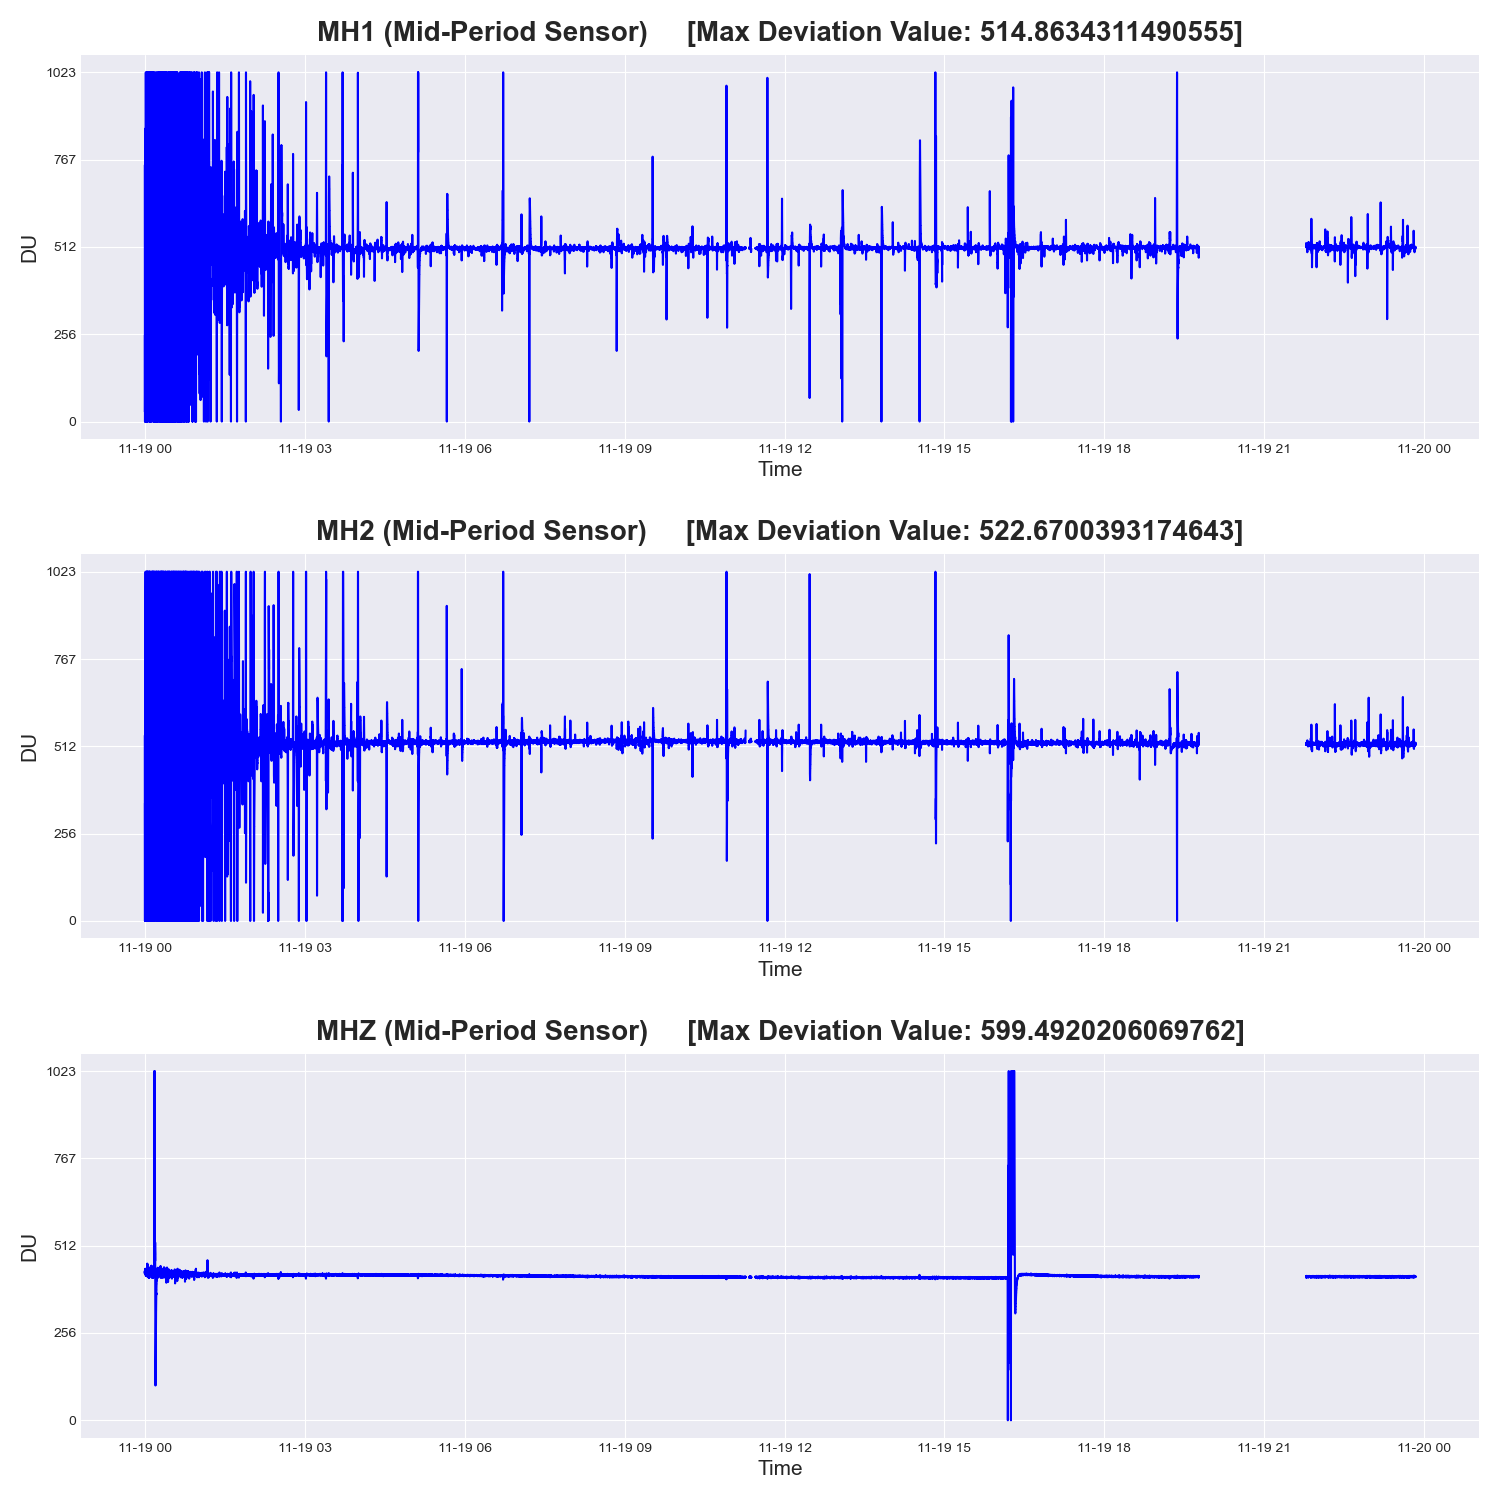 MH1 (Mid-Period Sensor) [Max Deviation Value: 514.8634311490555]
1023
767
512
256
0
DU
11-19 00 11-19 03 11-19 06 11-19 09 11-19 12 11-19 15 11-19 18 11-19 21 11-20 00
Time
MH2 (Mid-Period Sensor) [Max Deviation Value: 522.6700393174643]
1023
767
512
256
0
DU
11-19 00 11-19 03 11-19 06 11-19 09 11-19 12 11-19 15 11-19 18 11-19 21 11-20 00
Time
MHZ (Mid-Period Sensor) [Max Deviation Value: 599.4920206069762]
1023
767
512
256
0
DU
11-19 00 11-19 03 11-19 06 11-19 09 11-19 12 11-19 15 11-19 18 11-19 21 11-20 00
Time